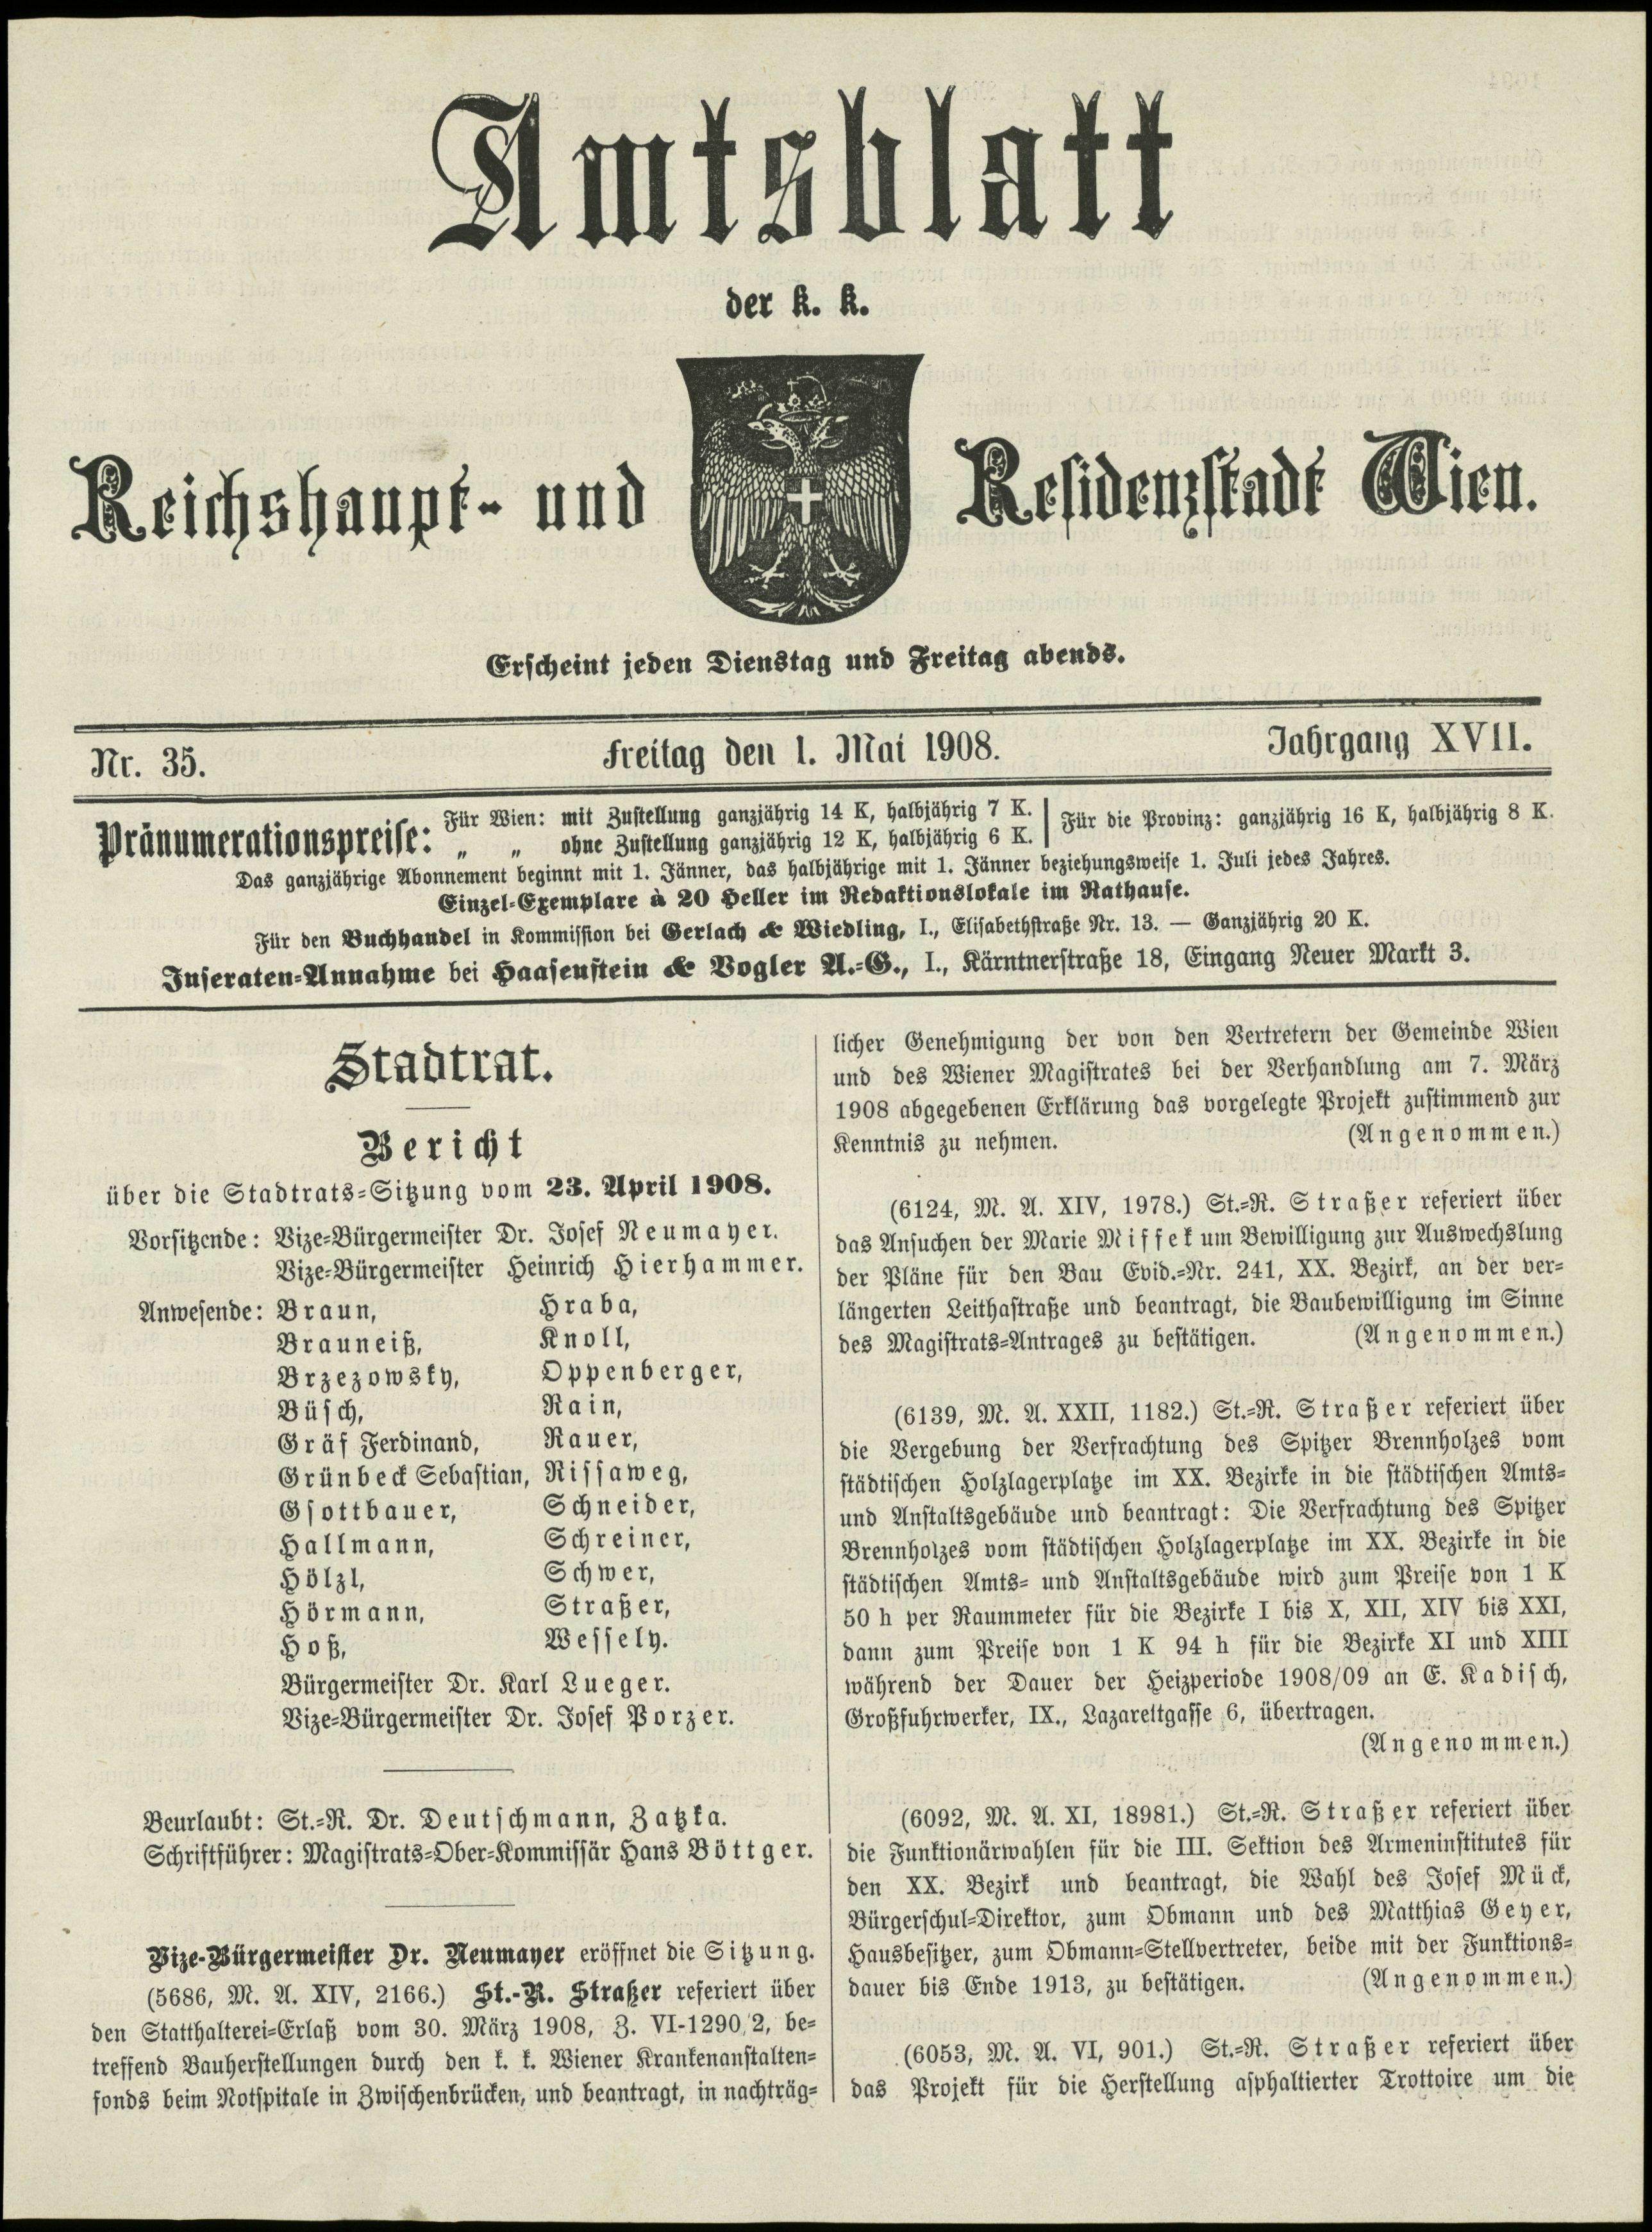 Amtsblatt
der k. k.
Reichshaupt- und Residenzstadt Wien.
Erscheint jeden Dienstag und Freitag abends.
Nr. 35. Freitag den 1. Mai 1908. Jahrgang XVII.
Pränumerationspreise: Für Wien: mit Zustellung ganzjährig 14 K, halbjährig 7 K. Für die Provinz: ganzjährig 16 K, halbjährig 8 K.
„ „ ohne Zustellung ganzjährig 12 K, halbjährig 6 K.
Das ganzjährige Abonnement beginnt mit 1. Jänner, das halbjährige mit 1. Jänner beziehungsweise 1. Juli jedes Jahres.
Einzel-Exemplare à 20 Heller im Redaktionslokale im Rathause.
Für den Buchhandel in Kommission bei Gerlach & Wiedling, I., Elisabethstraße Nr. 13. — Ganzjährig 20 K.
Inseraten-Annahme bei Haasenstein & Vogler A.-G., I., Kärntnerstraße 18, Eingang Neuer Markt 3.
Stadtrat.
Bericht
über die Stadtrats-Sitzung vom 23. April 1908.
Vorsitzende: Vize-Bürgermeister Dr. Josef Neumayer.
Vize-Bürgermeister Heinrich Hierhammer.
Anwesende: Braun, Hraba,
Brauneiß, Knoll,
Brzezowsky, Oppenberger,
Büsch, Rain,
Gräf Ferdinand, Rauer,
Grünbeck Sebastian, Rissaweg,
Gsottbauer, Schneider,
Hallmann, Schreiner,
Hölzl, Schwer,
Hörmann, Straßer,
Hoß, Wessely.
Bürgermeister Dr. Karl Lueger.
Vize-Bürgermeister Dr. Josef Porzer.
Beurlaubt: St.-R. Dr. Deutschmann, Zatzka.
Schriftführer: Magistrats-Ober-Kommissär Hans Böttger.
Vize-Bürgermeister Dr. Neumayer eröffnet die Sitzung.
(5686, M. A. XIV, 2166.) St.-R. Straßer referiert über
den Statthalterei-Erlaß vom 30. März 1908, Z. VI-1290/2, be-
treffend Bauherstellungen durch den k. k. Wiener Krankenanstalten-
fonds beim Notspitale in Zwischenbrücken, und beantragt, in nachträg-
licher Genehmigung der von den Vertretern der Gemeinde Wien
und des Wiener Magistrates bei der Verhandlung am 7. März
1908 abgegebenen Erklärung das vorgelegte Projekt zustimmend zur
Kenntnis zu nehmen. (Angenommen.)
(6124, M. A. XIV, 1978.) St.-R. Straßer referiert über
das Ansuchen der Marie Miffek um Bewilligung zur Auswechslung
der Pläne für den Bau Evid.-Nr. 241, XX. Bezirk, an der ver-
längerten Leithastraße und beantragt, die Baubewilligung im Sinne
des Magistrats-Antrages zu bestätigen. (Angenommen.)
(6139, M. A. XXII, 1182.) St.-R. Straßer referiert über
die Vergebung der Verfrachtung des Spitzer Brennholzes vom
städtischen Holzlagerplatze im XX. Bezirke in die städtischen Amts-
und Anstaltsgebäude und beantragt: Die Verfrachtung des Spitzer
Brennholzes vom städtischen Holzlagerplatze im XX. Bezirke in die
städtischen Amts- und Anstaltsgebäude wird zum Preise von 1 K
50 h per Raummeter für die Bezirke I bis X, XII, XIV bis XXI,
dann zum Preise von 1 K 94 h für die Bezirke XI und XIII
während der Dauer der Heizperiode 1908/09 an E. Kadisch,
Großfuhrwerker, IX., Lazarettgasse 6, übertragen.
(Angenommen.)
(6092, M. A. XI, 18981.) St.-R. Straßer referiert über
die Funktionärwahlen für die III. Sektion des Armeninstitutes für
den XX. Bezirk und beantragt, die Wahl des Josef Mück,
Bürgerschul-Direktor, zum Obmann und des Matthias Geyer,
Hausbesitzer, zum Obmann-Stellvertreter, beide mit der Funktions-
dauer bis Ende 1913, zu bestätigen. (Angenommen.)
(6053, M. A. VI, 901.) St.-R. Straßer referiert über
das Projekt für die Herstellung asphaltierter Trottoire um die